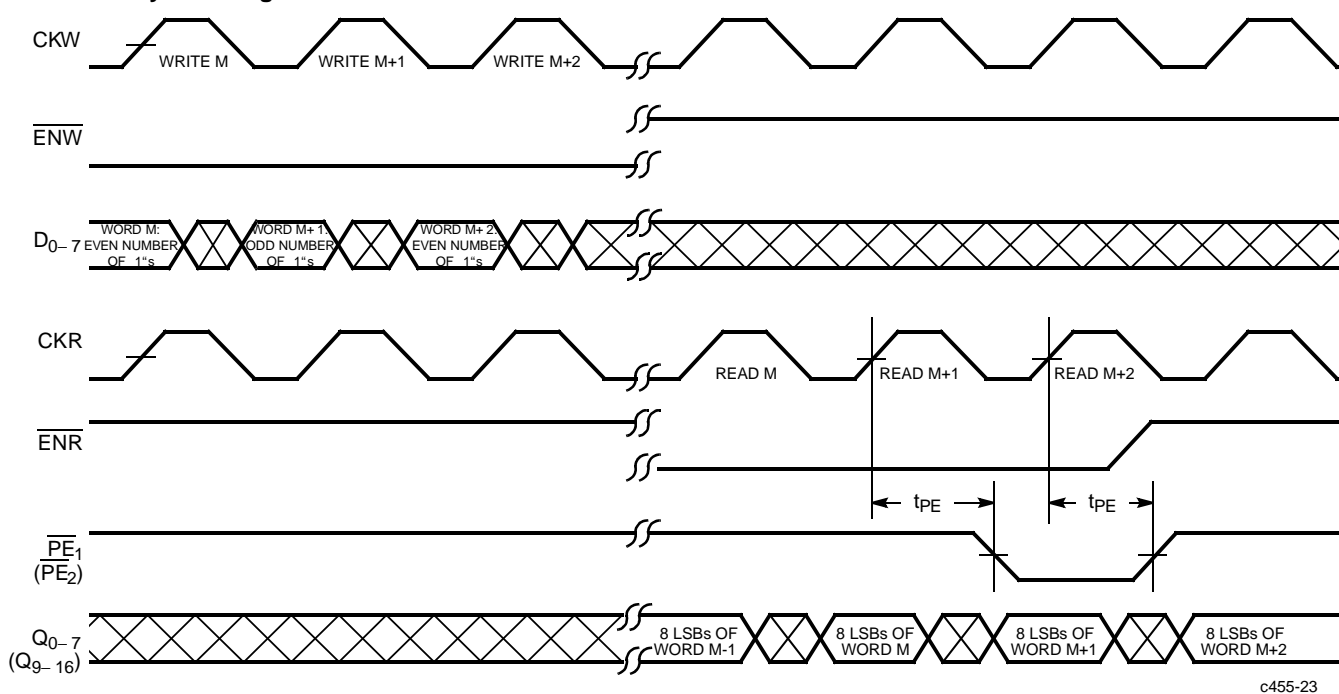 CKW
WRITE M WRITE M+1 WRITE M+2
ENW
D0–7
WORD M: EVEN NUMBER OF 1"s
WORD M+1: ODD NUMBER OF 1"s
WORD M+2: EVEN NUMBER OF 1"s
CKR
READ M READ M+1 READ M+2
ENR
tPE tPE
PE1
(PE2)
Q0–7
(Q9–16)
8 LSBs OF WORD M-1
8 LSBs OF WORD M
8 LSBs OF WORD M+1
8 LSBs OF WORD M+2
c455-23